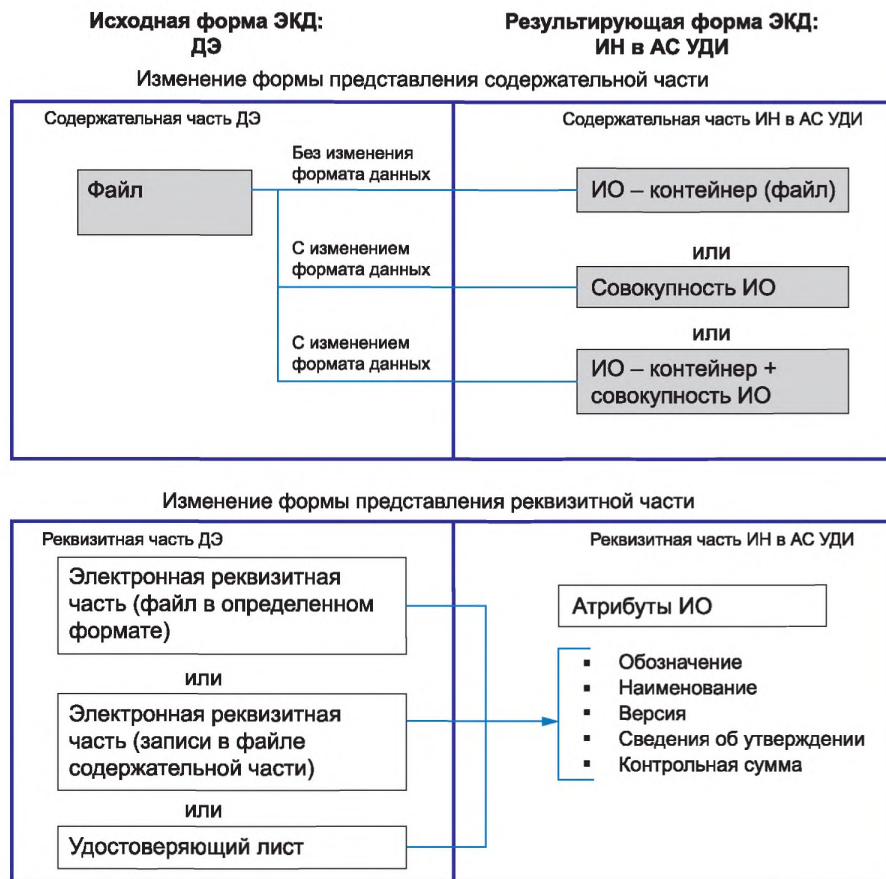 Исходная форма ЭКД:
ДЭ
Результирующая форма ЭКД:
ИН в АС УДИ
Изменение формы представления содержательной части
Содержательная часть ДЭ
Содержательная часть ИН в АС УДИ
Без изменения
формата данных
Файл
ИО – контейнер (файл)
или
С изменением
формата данных
Совокупность ИО
или
С изменением
формата данных
ИО – контейнер +
совокупность ИО
Изменение формы представления реквизитной части
Реквизитная часть ДЭ
Реквизитная часть ИН в АС УДИ
Электронная реквизитная
часть (файл в определенном
формате)
или
Электронная реквизитная
часть (записи в файле
содержательной части)
или
Удостоверяющий лист
Атрибуты ИО
▪ Обозначение
▪ Наименование
▪ Версия
▪ Сведения об утверждении
▪ Контрольная сумма